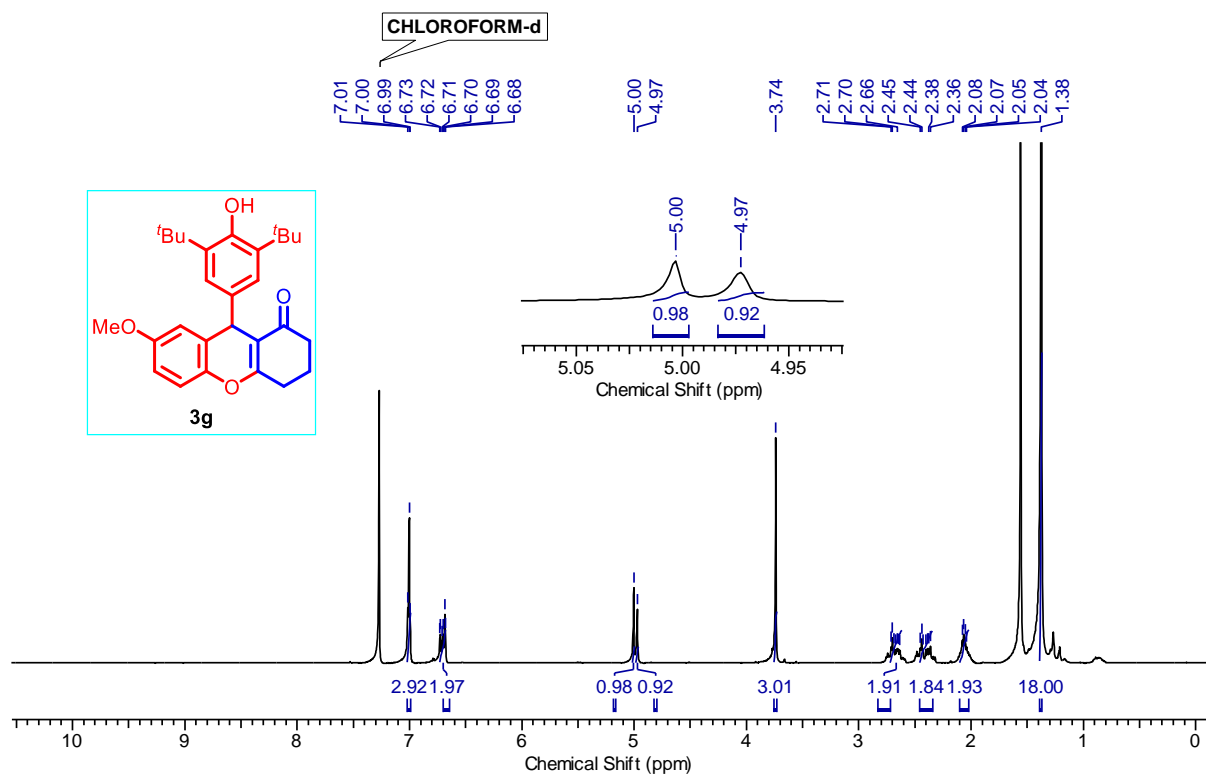 CHLOROFORM-d
7.01
7.00
6.99
6.73
6.72
6.71
6.70
6.69
6.68
5.00
4.97
3.74
2.71
2.70
2.66
2.45
2.44
2.38
2.36
2.08
2.07
2.05
2.04
1.38
OH
tBu
tBu
O
MeO
O
3g
5.00
4.97
0.98
0.92
5.05
5.00
4.95
Chemical Shift (ppm)
2.92 1.97 0.98 0.92 3.01 1.91 1.84 1.93 18.00
10 9 8 7 6 5 4 3 2 1 0
Chemical Shift (ppm)